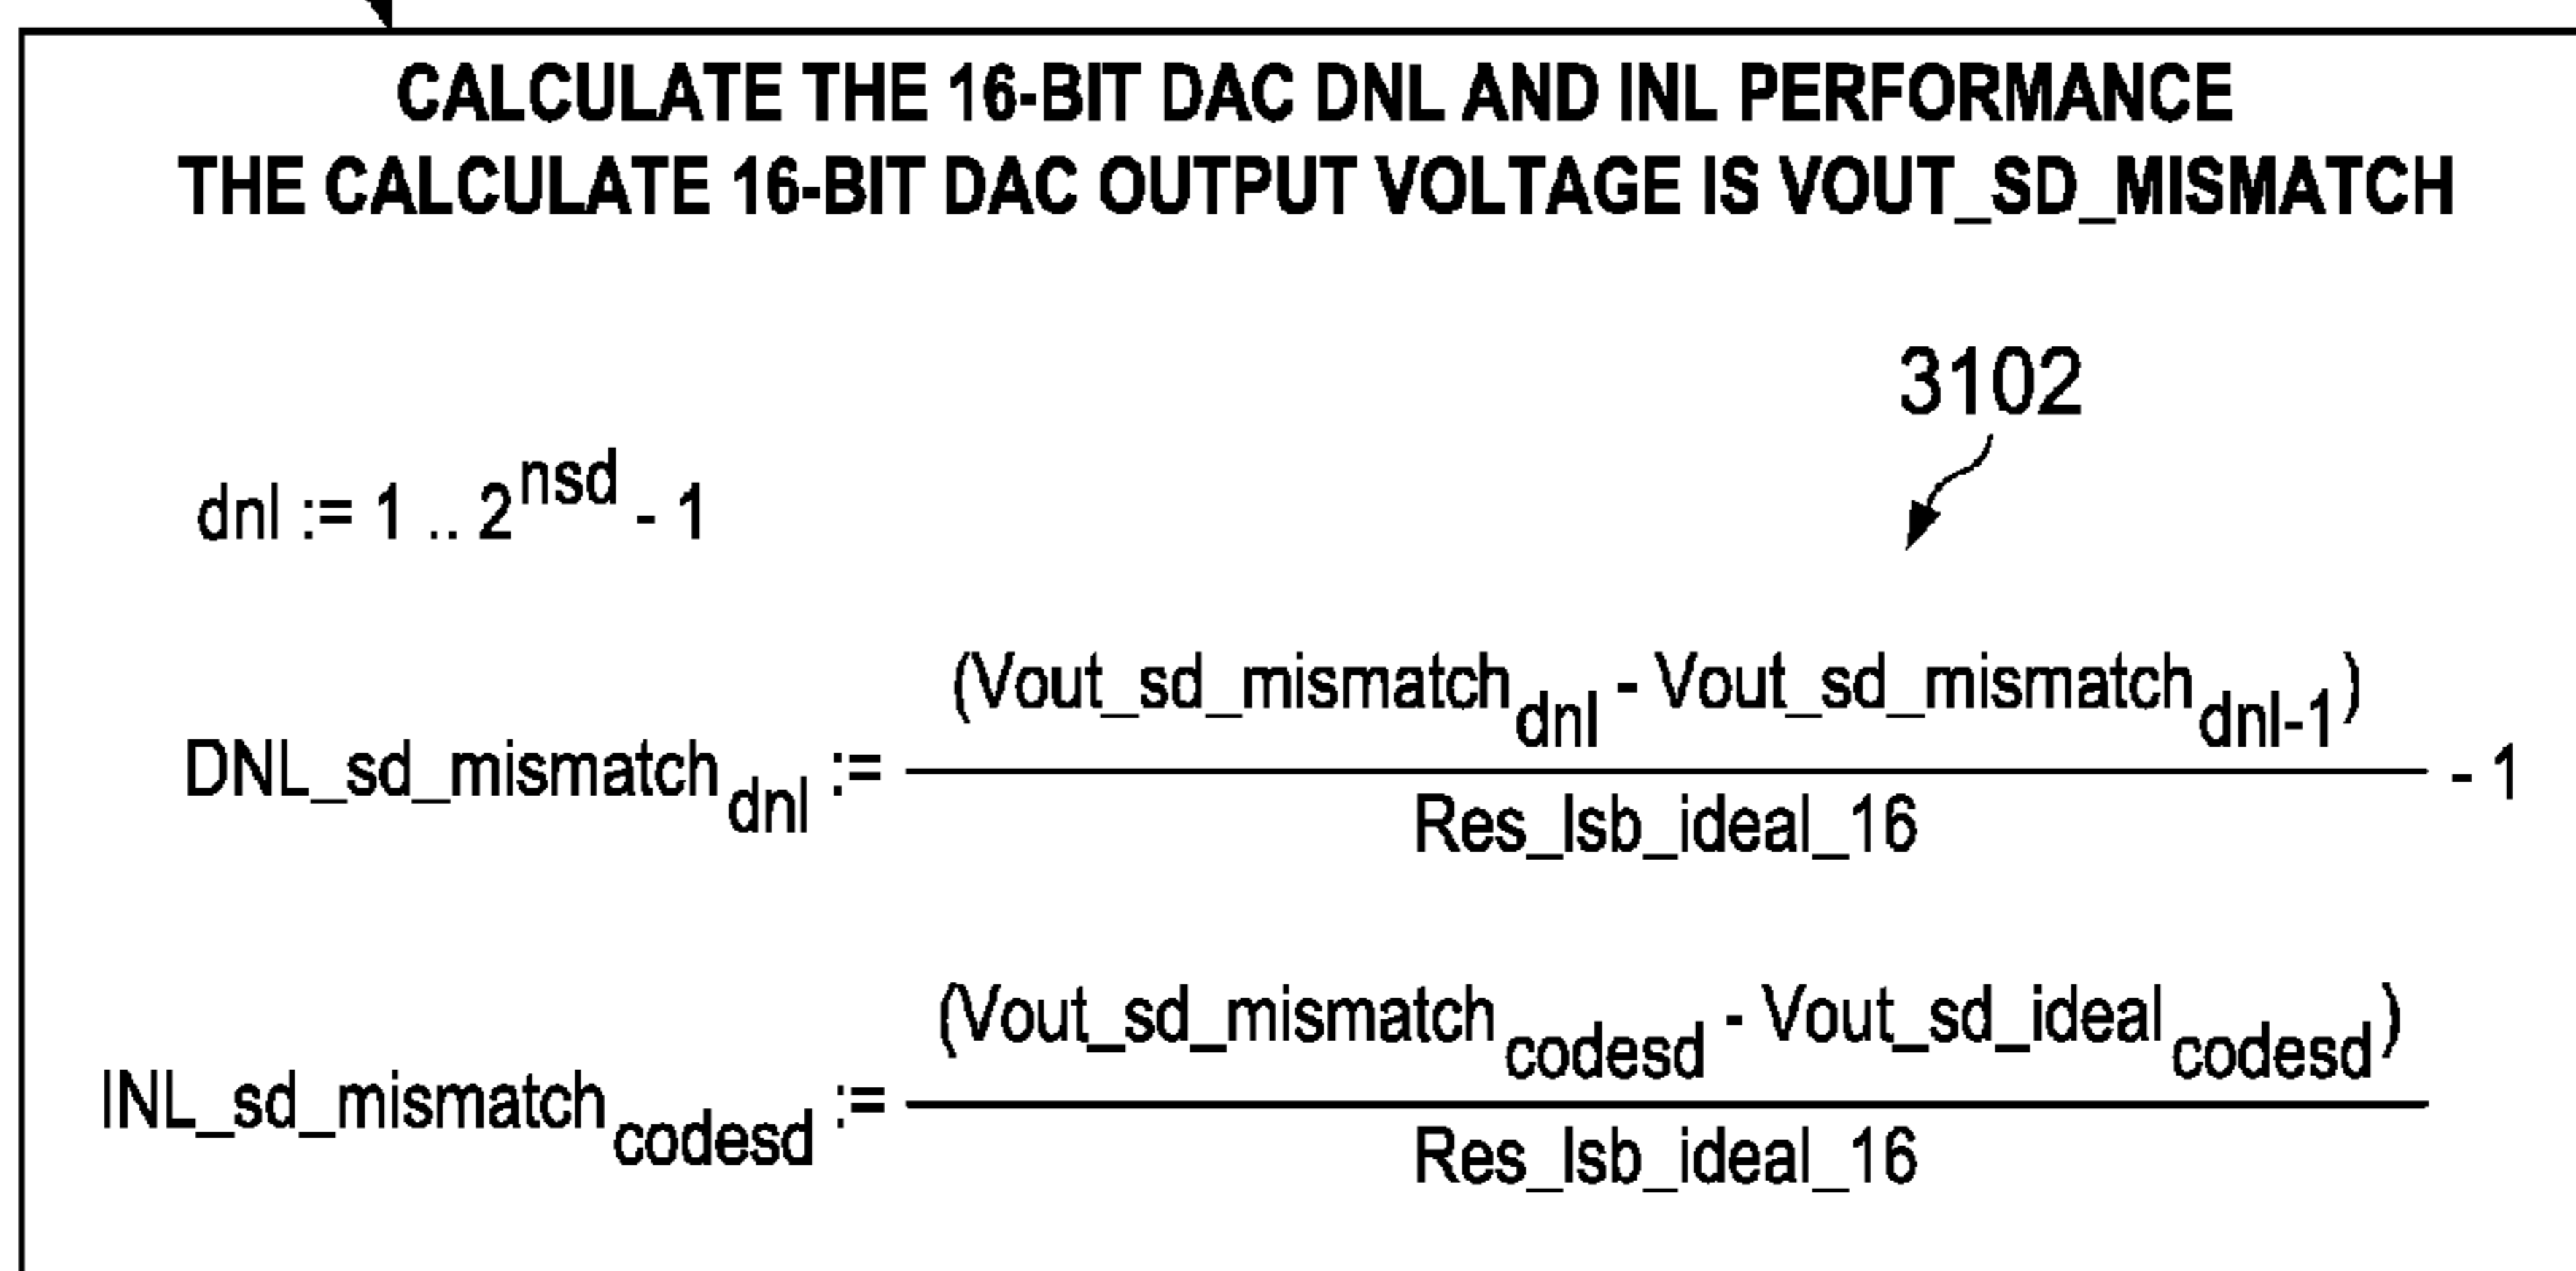 CALCULATE THE 16-BIT DAC DNL AND INL PERFORMANCE
THE CALCULATE 16-BIT DAC OUTPUT VOLTAGE IS VOUT_SD_MISMATCH
3102
dnl := 1 .. 2^nsd - 1
DNL_sd_mismatch_dnl := (Vout_sd_mismatch_dnl - Vout_sd_mismatch_dnl-1) / Res_lsb_ideal_16 - 1
INL_sd_mismatch_codesd := (Vout_sd_mismatch_codesd - Vout_sd_ideal_codesd) / Res_lsb_ideal_16